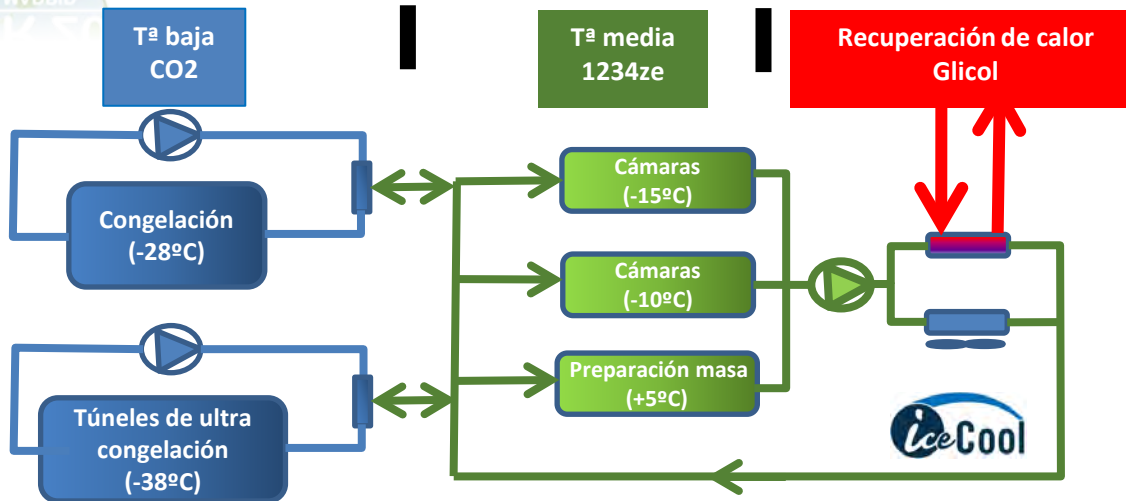 Tª baja
CO2
Tª media
1234ze
Recuperación de calor
Glicol
Congelación
(-28ºC)
Cámaras
(-15ºC)
Cámaras
(-10ºC)
Preparación masa
(+5ºC)
Túneles de ultra
congelación
(-38ºC)
iceCool